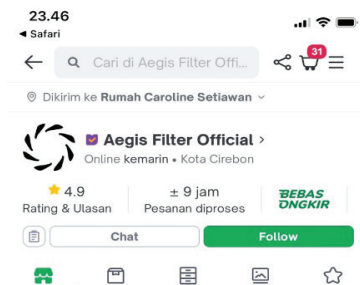 23.46
◄ Safari
Cari di Aegis Filter Offi...
31
Dikirim ke Rumah Caroline Setiawan
Aegis Filter Official
Online kemarin • Kota Cirebon
4.9
Rating & Ulasan
± 9 jam
Pesanan diproses
BEBAS
ONGKIR
Chat
Follow